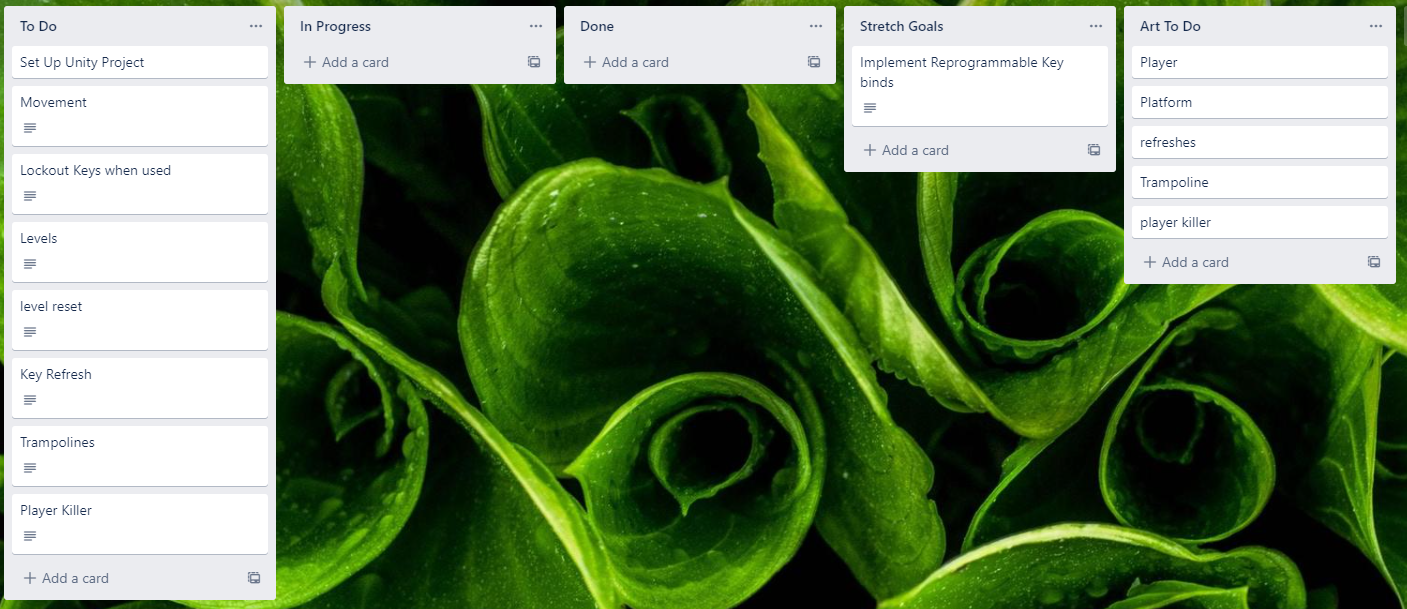 To Do
Set Up Unity Project
Movement
Lockout Keys when used
Levels
level reset
Key Refresh
Trampolines
Player Killer
Add a card
In Progress
Add a card
Done
Add a card
Stretch Goals
Implement Reprogrammable Key
binds
Add a card
Art To Do
Player
Platform
refreshes
Trampoline
player killer
Add a card